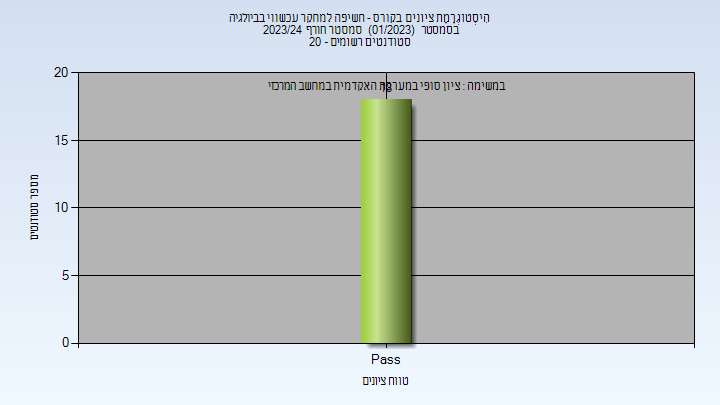 היסטוגרמת ציונים בקורס - חשיפה למחקר עכשווי בביולגיה
בסמסטר (01/2023) סמסטר חורף 2023/24
סטודנטים רשומים - 20
במשימה : ציון סופי במערכת האקדמית במחשב המרכזי
18
מספר סטודנטים
20
15
10
5
0
Pass
טווח ציונים